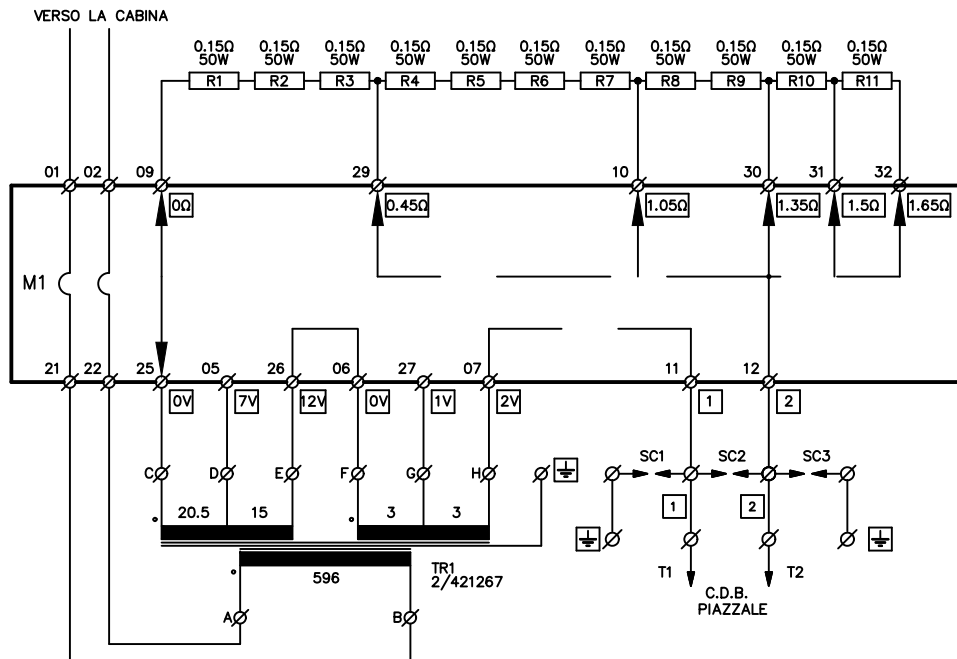 VERSO LA CABINA
0.15Ω 0.15Ω 0.15Ω 0.15Ω 0.15Ω 0.15Ω 0.15Ω 0.15Ω 0.15Ω 0.15Ω 0.15Ω
50W 50W 50W 50W 50W 50W 50W 50W 50W 50W 50W
R1 R2 R3 R4 R5 R6 R7 R8 R9 R10 R11
01 02 09 29 10 30 31 32
0Ω 0.45Ω 1.05Ω 1.35Ω 1.5Ω 1.65Ω
M1
21 22 25 05 26 06 27 07 11 12
0V 7V 12V 0V 1V 2V 1 2
SC1 SC2 SC3
C D E F G H
20.5 15 3 3
1 2
596
TR1
2/421267
T1 T2
C.D.B.
PIAZZALE
A B